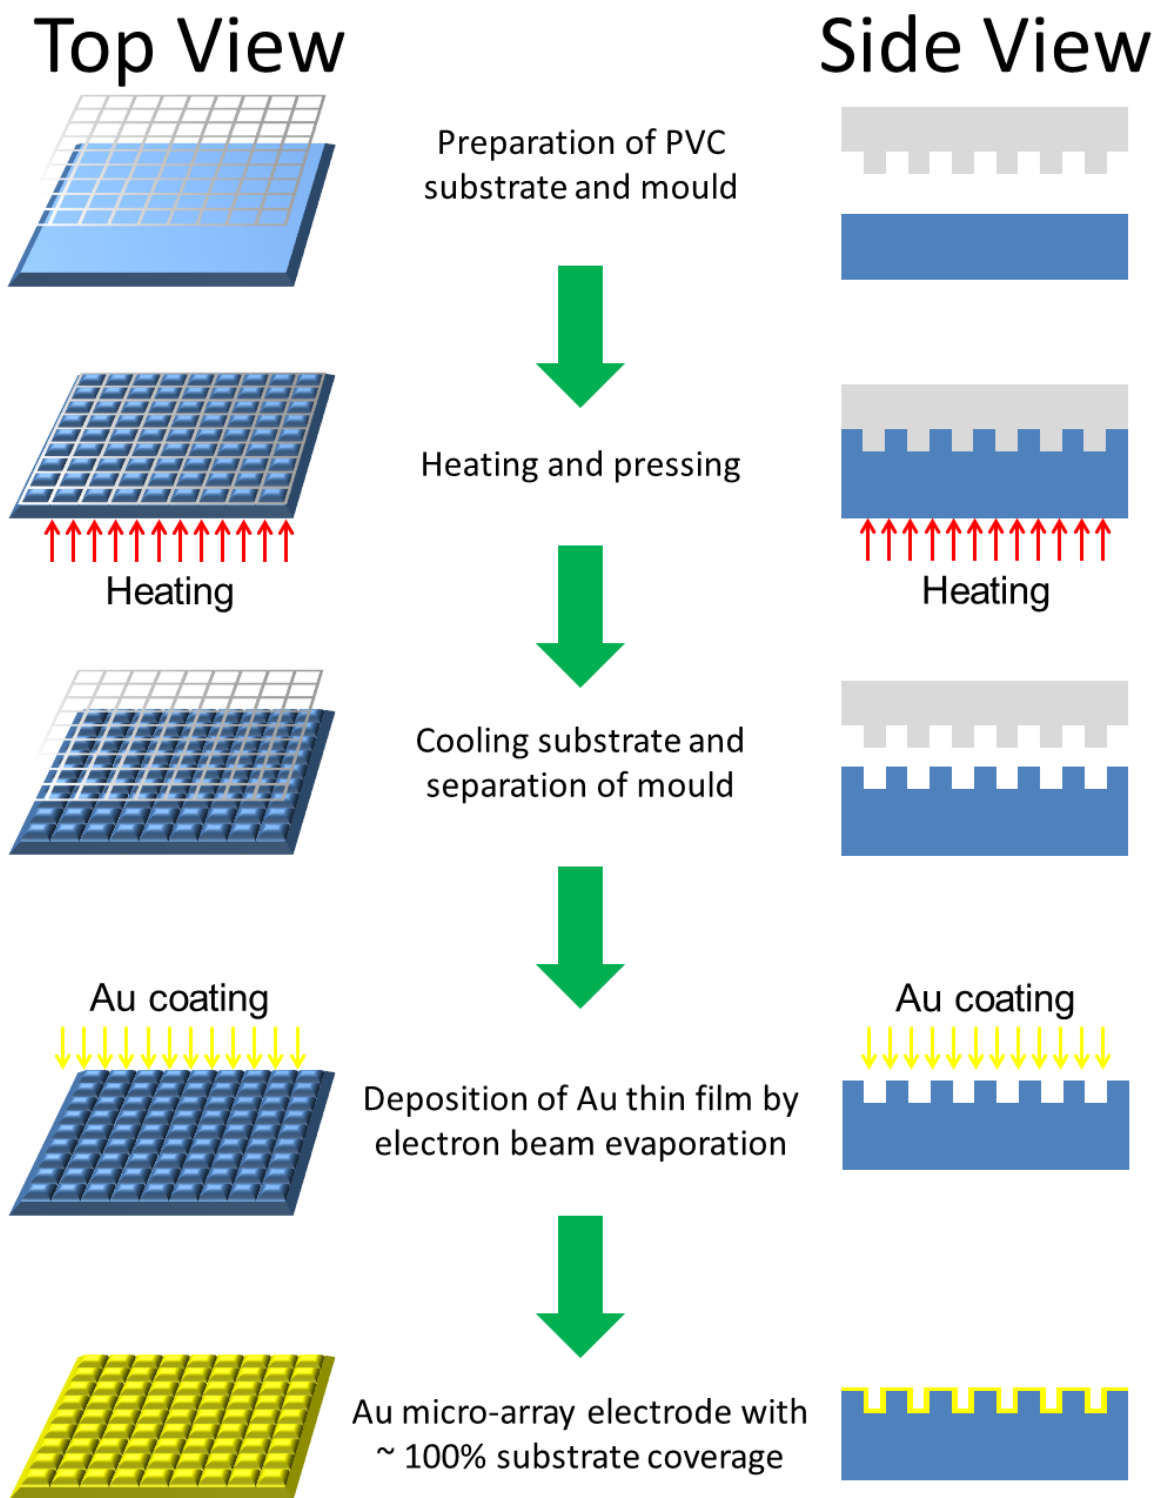 Top View
Side View
Preparation of PVC
substrate and mould
Heating and pressing
Heating
Heating
Cooling substrate and
separation of mould
Au coating
Au coating
Deposition of Au thin film by
electron beam evaporation
Au micro-array electrode with
~ 100% substrate coverage